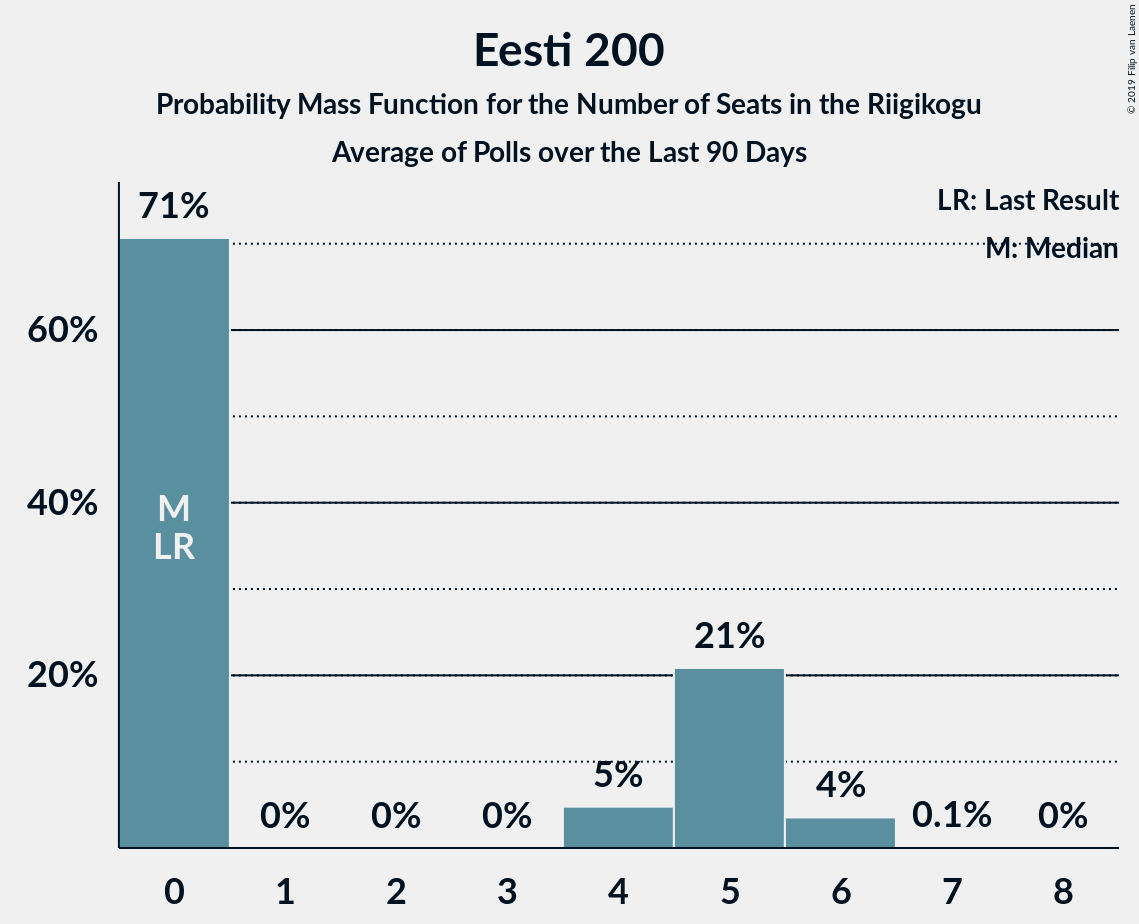 Eesti 200
Probability Mass Function for the Number of Seats in the Riigikogu
Average of Polls over the Last 90 Days
© 2019 Filip van Laenen
LR: Last Result
M: Median
71%
60%
40%
20%
M
LR
0%
0%
0%
5%
21%
4%
0.1%
0%
0 1 2 3 4 5 6 7 8